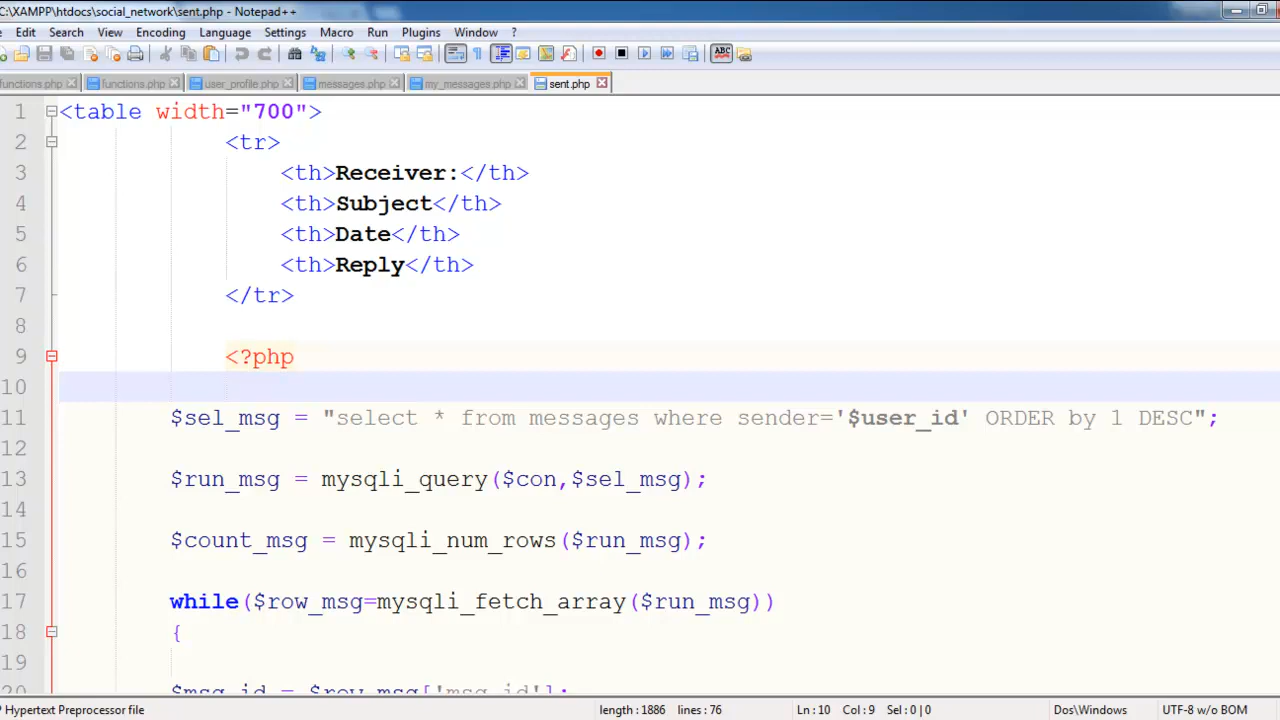 C:\XAMPP\htdocs\social_network\sent.php - Notepad++
Edit Search View Encoding Language Settings Macro Run Plugins Window ?
functions.php functions.php user_profile.php messages.php my_messages.php sent.php
1 <table width="700">
2 <tr>
3 <th>Receiver:</th>
4 <th>Subject</th>
5 <th>Date</th>
6 <th>Reply</th>
7 </tr>
8
9 <?php
10
11 $sel_msg = "select * from messages where sender='$user_id' ORDER by 1 DESC";
12
13 $run_msg = mysqli_query($con,$sel_msg);
14
15 $count_msg = mysqli_num_rows($run_msg);
16
17 while($row_msg=mysqli_fetch_array($run_msg))
18 {
19
20 $msg_id = $row_msg['msg_id'];
Hypertext Preprocessor file length : 1886 lines : 76 Ln : 10 Col : 9 Sel : 0 | 0 Dos\Windows UTF-8 w/o BOM